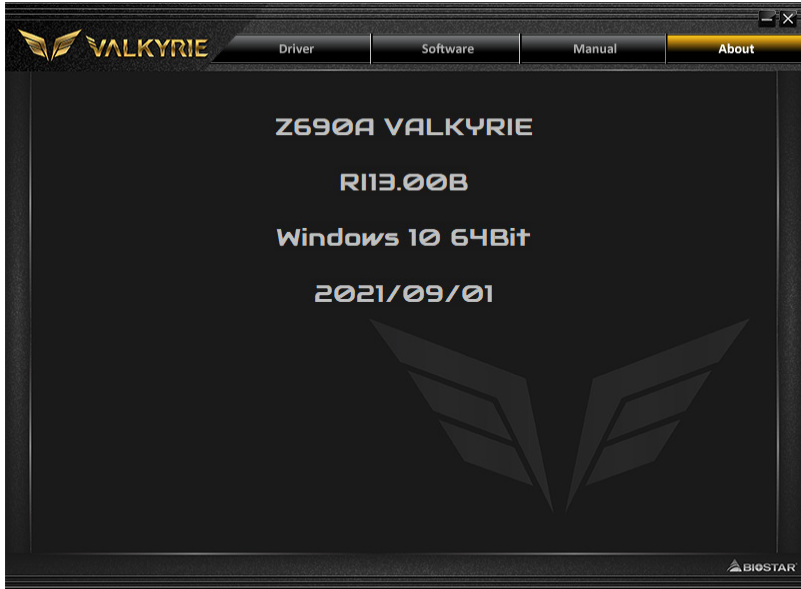 VALKYRIE
Driver Software Manual About
Z690A VALKYRIE
RI13.00B
Windows 10 64Bit
2021/09/01
BIOSTAR